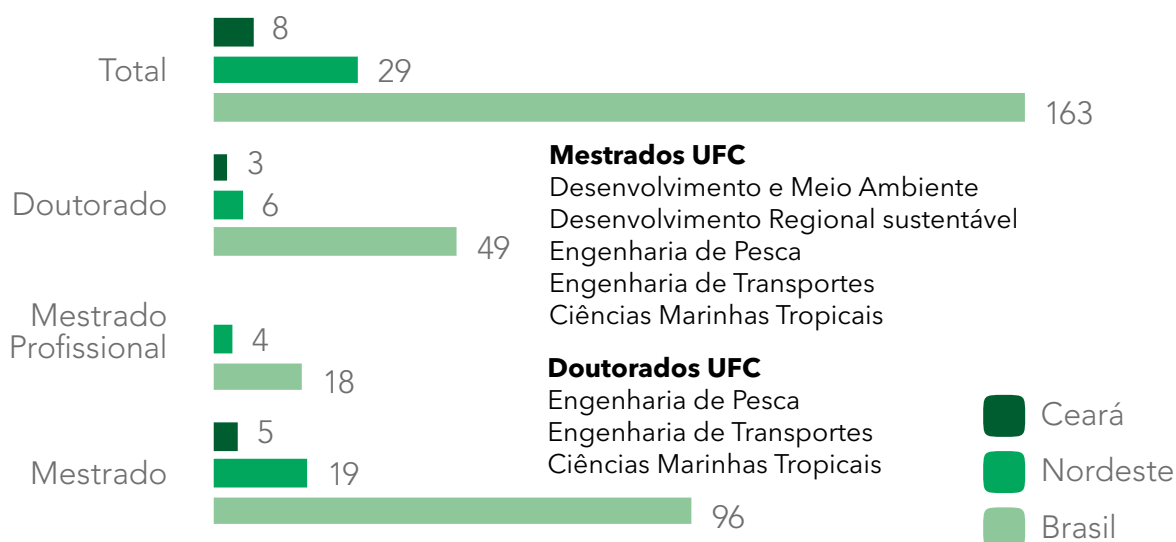 8
Total
29
163
3
Doutorado
6
49
Mestrado
Profissional
4
18
5
Mestrado
19
96
Mestrados UFC
Desenvolvimento e Meio Ambiente
Desenvolvimento Regional sustentável
Engenharia de Pesca
Engenharia de Transportes
Ciências Marinhas Tropicais
Doutorados UFC
Engenharia de Pesca
Engenharia de Transportes
Ciências Marinhas Tropicais
Ceará
Nordeste
Brasil